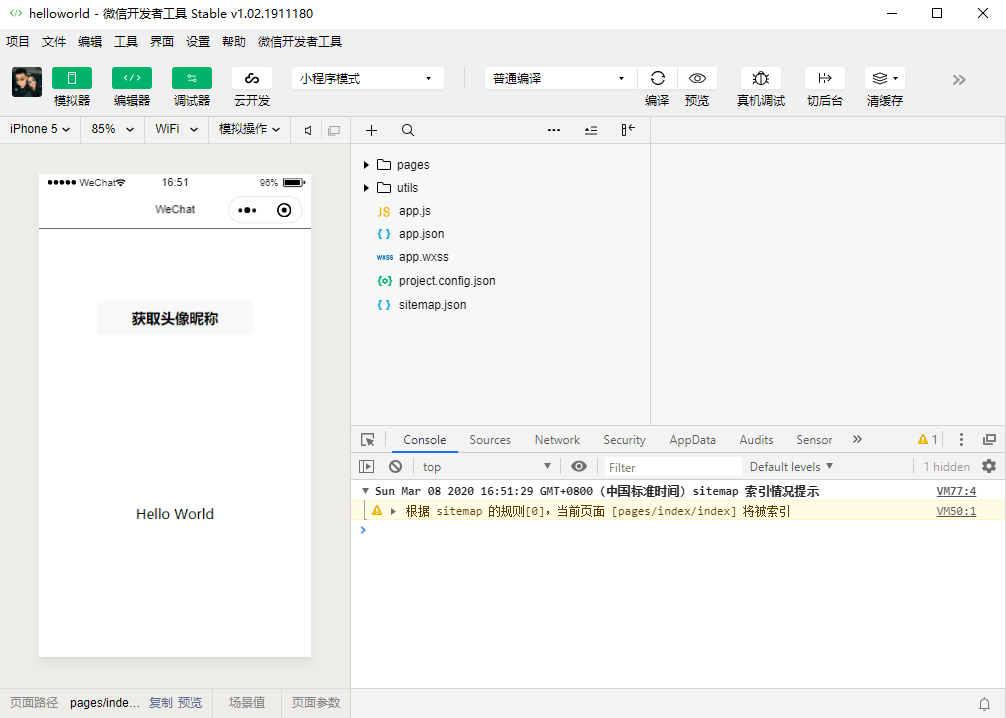 helloworld - 微信开发者工具 Stable v1.02.1911180
项目 文件 编辑 工具 界面 设置 帮助 微信开发者工具
小程序模式 普通编译
模拟器 编辑器 调试器 云开发 编译 预览 真机调试 切后台 清缓存
iPhone 5 85% WiFi 模拟操作
WeChat 16:51 96%
WeChat
获取头像昵称
Hello World
pages
utils
JS app.js
{ } app.json
wxss app.wxss
{o} project.config.json
{ } sitemap.json
Console Sources Network Security AppData Audits Sensor » 1
top Filter Default levels 1 hidden
Sun Mar 08 2020 16:51:29 GMT+0800 (中国标准时间) sitemap 索引情况提示 VM77:4
根据 sitemap 的规则[0]，当前页面 [pages/index/index] 将被索引 VM50:1
页面路径 pages/inde... 复制 预览 场景值 页面参数